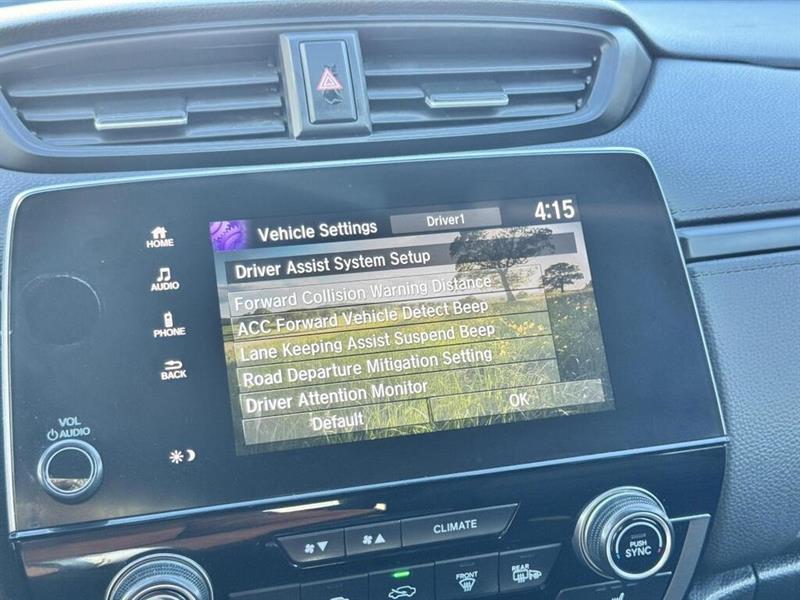 HOME
AUDIO
PHONE
BACK
VOL
AUDIO
Vehicle Settings
Driver1
4:15
Driver Assist System Setup
Forward Collision Warning Distance
ACC Forward Vehicle Detect Beep
Lane Keeping Assist Suspend Beep
Road Departure Mitigation Setting
Driver Attention Monitor
Default
OK
CLIMATE
FRONT
REAR
PUSH
SYNC